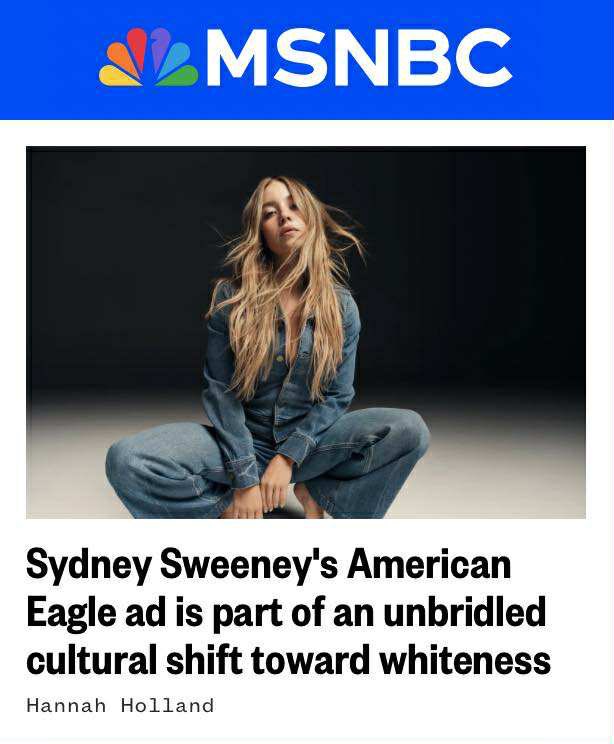 MSNBC
Sydney Sweeney's American
Eagle ad is part of an unbridled
cultural shift toward whiteness
Hannah Holland